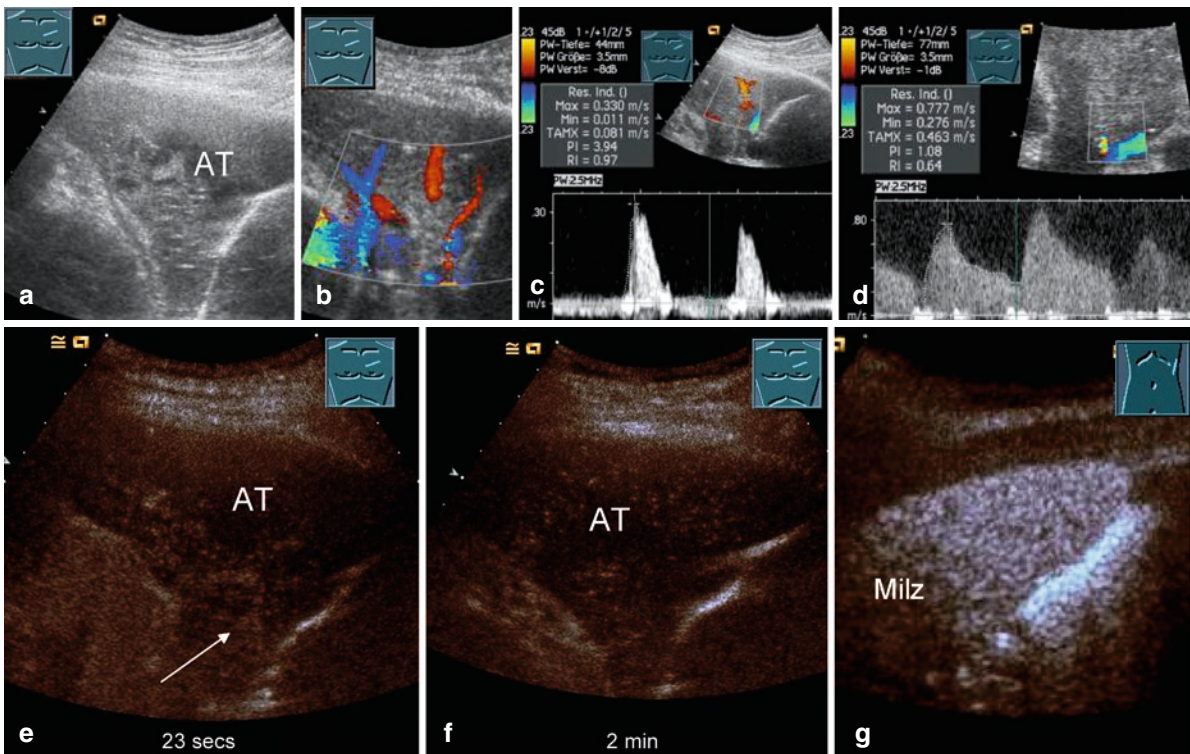 a
AT
b
123
123
45dB 1 •/+1/2/ 5
PW-Tiefe= 44mm
PW Größe= 3.5mm
PW Verst= -8dB
Res. Ind. ()
Max = 0.330 m/s
Min = 0.011 m/s
TAMX = 0.081 m/s
PI = 3.94
RI = 0.97
PW:2.5MHz
.30
m/s
c
123
123
45dB 1 •/+1/2/ 5
PW-Tiefe= 77mm
PW Größe= 3.5mm
PW Verst= -1dB
Res. Ind. ()
Max = 0.777 m/s
Min = 0.276 m/s
TAMX = 0.463 m/s
PI = 1.08
RI = 0.64
PW:2.5MHz
.80
m/s
d
AT
e
23 secs
AT
f
2 min
Milz
g